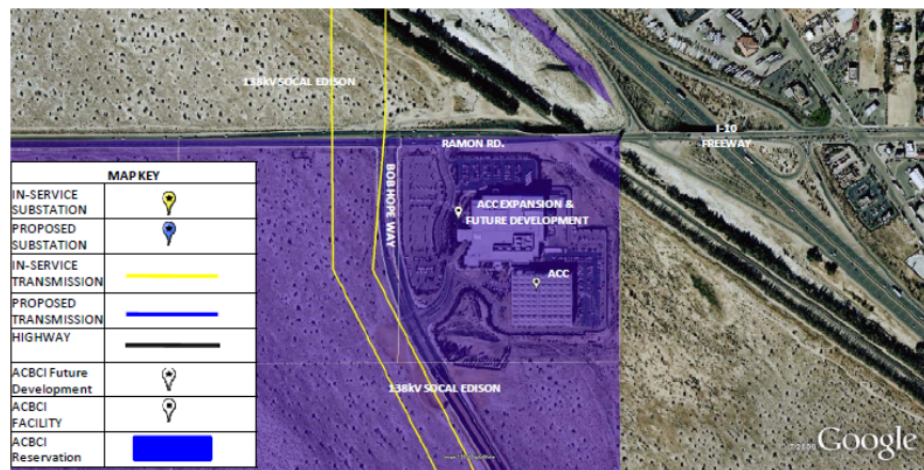 138kV SOCAL EDISON
I-10
FREEWAY
RAMON RD.
BOB HOPE WAY
ACC EXPANSION &
FUTURE DEVELOPMENT
ACC
138kV SOCAL EDISON
MAP KEY
IN-SERVICE
SUBSTATION
PROPOSED
SUBSTATION
IN-SERVICE
TRANSMISSION
PROPOSED
TRANSMISSION
HIGHWAY
ACBCI Future
Development
ACBCI
FACILITY
ACBCI
Reservation
Google